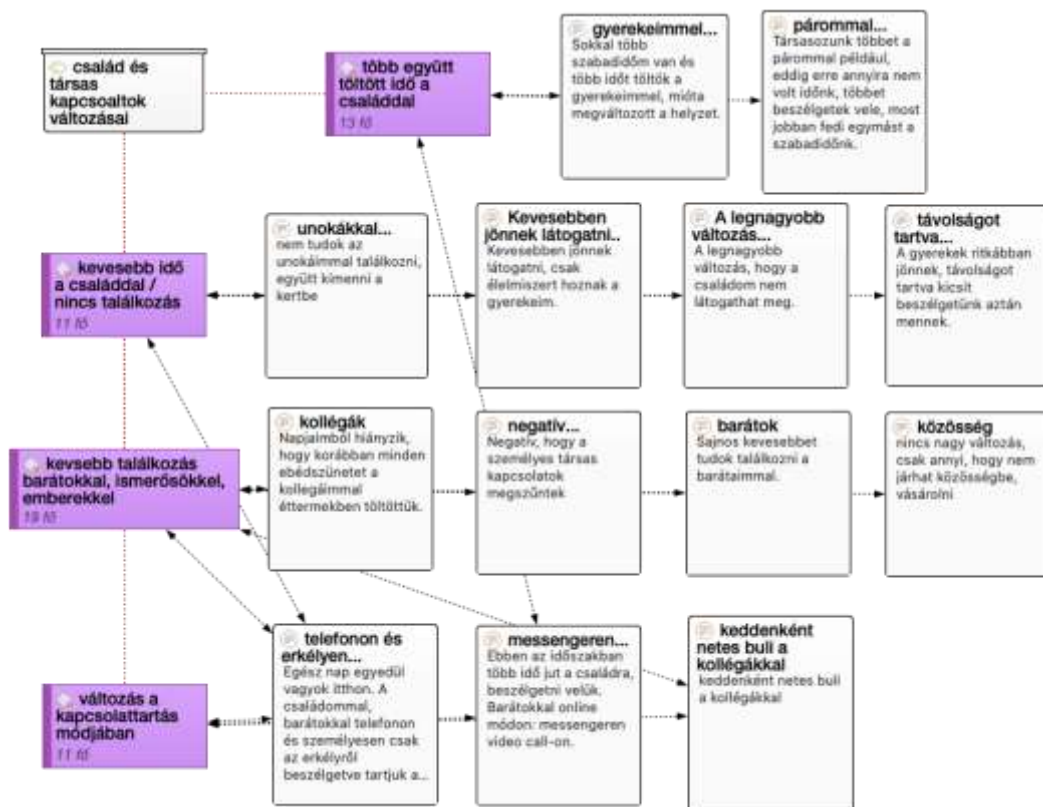 család és
társas
kapcsoaltok
változásai
több együtt
töltött idő a
családdal
13 fő
gyerekeimmel...
Sokkal több
szabadidőm van és
több időt töltök a
gyerekeimmel, mióta
megváltozott a helyzet.
párommal...
Társasozunk többet a
párommal például,
eddig erre annyira nem
volt időnk, többet
beszélgetek vele, most
jobban fedi egymást a
szabadidőnk.
kevesebb idő
a családdal /
nincs találkozás
11 fő
unokákkal...
nem tudok az
unokáimmal találkozni,
együtt kimenni a
kertbe
Kevesebben
jönnek látogatni..
Kevesebben jönnek
látogatni, csak
élelmiszert hoznak a
gyerekeim.
A legnagyobb
változás...
A legnagyobb
változás, hogy a
családom nem
látogathat meg.
távolságot
tartva...
A gyerekek ritkábban
jönnek, távolságot
tartva kicsit
beszélgetünk aztán
mennek.
kevsebb találkozás
barátokkal, ismerősökkel,
emberekkel
19 fő
kollégák
Napjaimból hiányzik,
hogy korábban minden
ebédszünetet a
kollégáimmal
éttermekben töltöttük.
negatív...
Negatív, hogy a
személyes társas
kapcsolatok
megszűntek
barátok
Sajnos kevesebbet
tudok találkozni a
barátaimmal.
közösség
nincs nagy változás,
csak annyi, hogy nem
járhat közösségbe,
vásárolni
változás a
kapcsolattartás
módjában
11 fő
telefonon és
erkélyen...
Egész nap egyedül
vagyok itthon. A
családommal,
barátokkal telefonon
és személyesen csak
az erkélyről
beszélgetve tartjuk a...
messengeren...
Ebben az időszakban
több idő jut a családra,
beszélgetni velük.
Barátokkal online
módon: messengeren
video call-on.
keddenként
netes buli a
kollégákkal
keddenként netes buli
a kollégákkal